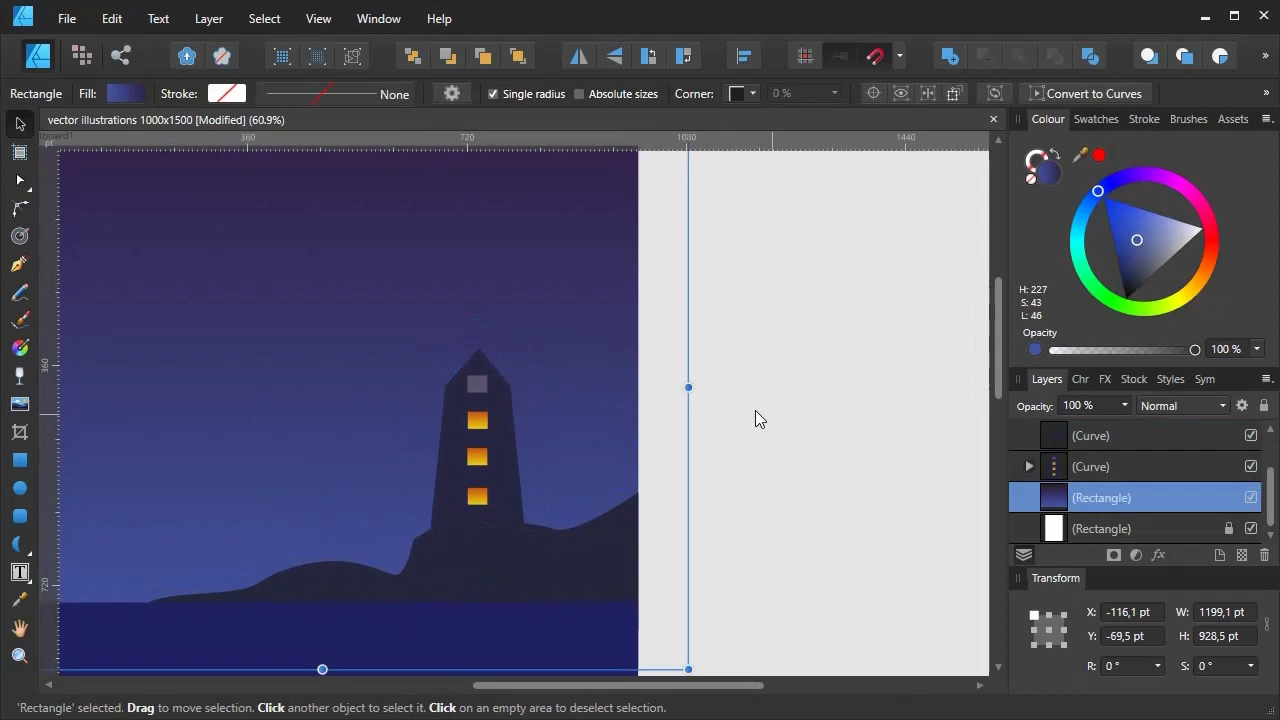 File Edit Text Layer Select View Window Help
Rectangle Fill: Stroke: None Single radius Absolute sizes Corner: 0 % Convert to Curves
vector illustrations 1000x1500 [Modified] (60.9%)
Colour Swatches Stroke Brushes Assets
pt 360 720 1080 1440
H: 227
S: 43
L: 46
Opacity
100 %
360
Layers Chr FX Stock Styles Sym
Opacity: 100 % Normal
(Curve)
(Curve)
(Rectangle)
(Rectangle)
720
Transform
X: -116,1 pt W: 1199,1 pt
Y: -69,5 pt H: 928,5 pt
R: 0 ° S: 0 °
'Rectangle' selected. Drag to move selection. Click another object to select it. Click on an empty area to deselect selection.